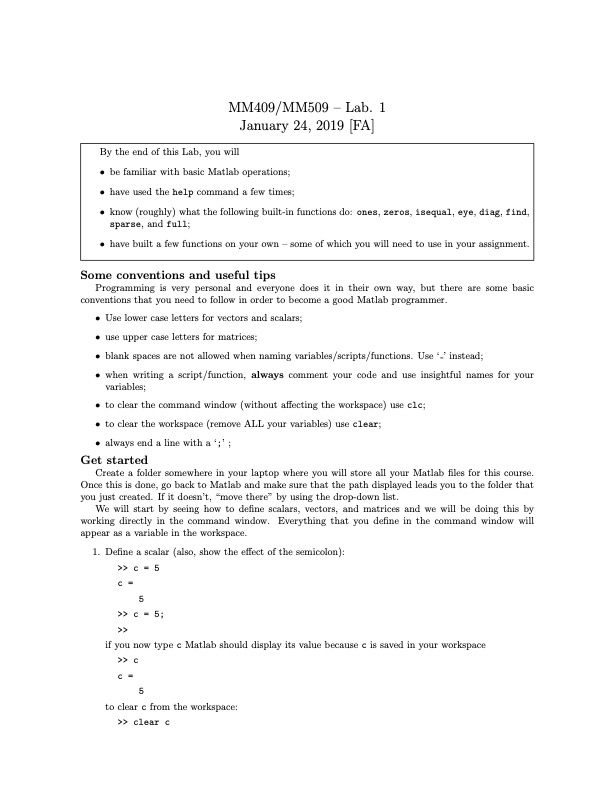 MM409/MM509 – Lab. 1
January 24, 2019 [FA]
By the end of this Lab, you will
• be familiar with basic Matlab operations;
• have used the help command a few times;
• know (roughly) what the following built-in functions do: ones, zeros, isequal, eye, diag, find,
sparse, and full;
• have built a few functions on your own – some of which you will need to use in your assignment.
Some conventions and useful tips
Programming is very personal and everyone does it in their own way, but there are some basic
conventions that you need to follow in order to become a good Matlab programmer.
• Use lower case letters for vectors and scalars;
• use upper case letters for matrices;
• blank spaces are not allowed when naming variables/scripts/functions. Use ‘_’ instead;
• when writing a script/function, always comment your code and use insightful names for your
variables;
• to clear the command window (without affecting the workspace) use clc;
• to clear the workspace (remove ALL your variables) use clear;
• always end a line with a ‘;’ ;
Get started
Create a folder somewhere in your laptop where you will store all your Matlab files for this course.
Once this is done, go back to Matlab and make sure that the path displayed leads you to the folder that
you just created. If it doesn't, “move there” by using the drop-down list.
We will start by seeing how to define scalars, vectors, and matrices and we will be doing this by
working directly in the command window. Everything that you define in the command window will
appear as a variable in the workspace.
1. Define a scalar (also, show the effect of the semicolon):
>> c = 5
c =
5
>> c = 5;
>>
if you now type c Matlab should display its value because c is saved in your workspace
>> c
c =
5
to clear c from the workspace:
>> clear c